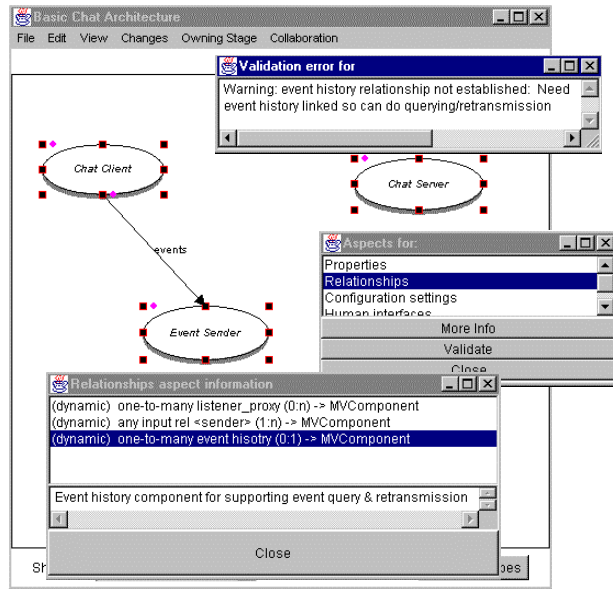 Basic Chat Architecture
File Edit View Changes Owning Stage Collaboration
Validation error for
Warning: event history relationship not established: Need
event history linked so can do querying/retransmission
Chat Client
Chat Server
events
Event Sender
Aspects for:
Properties
Relationships
Configuration settings
Human interfaces
More Info
Validate
Close
Relationships aspect information
(dynamic) one-to-many listener_proxy (0:n) -> MVComponent
(dynamic) any input rel <sender> (1:n) -> MVComponent
(dynamic) one-to-many event hisotry (0:1) -> MVComponent
Event history component for supporting event query & retransmission
Close